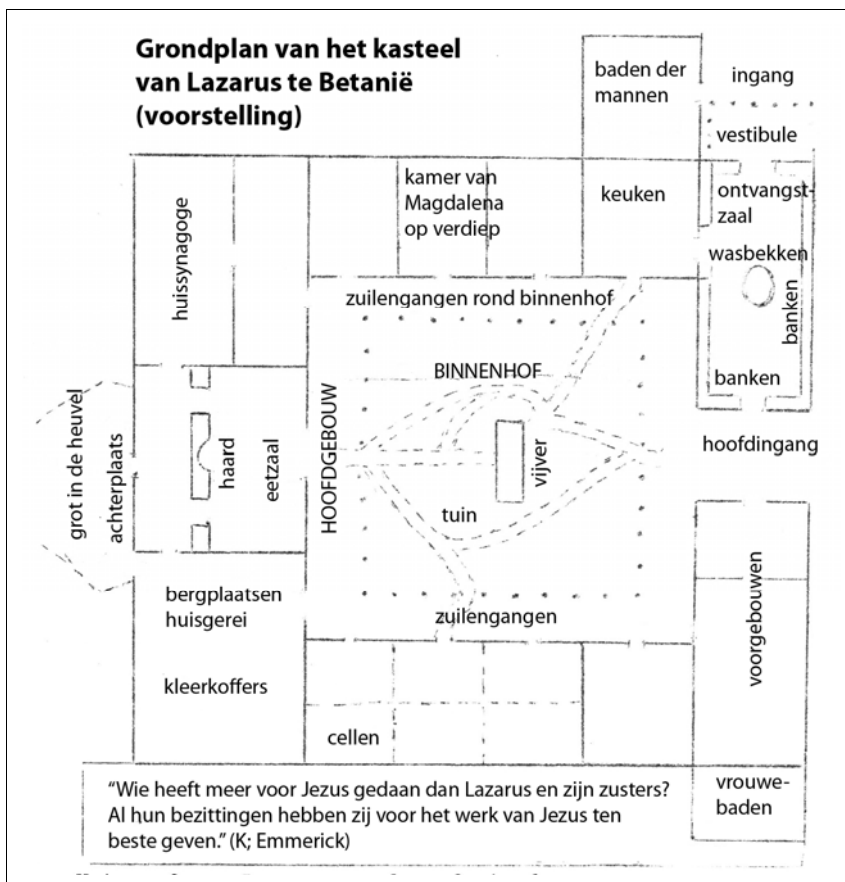 Grondplan van het kasteel
van Lazarus te Betanië
(voorstelling)
baden der
mannen
ingang
vestibule
kamer van
Magdalena
op verdiep
keuken
ontvangst-
zaal
wasbekken
banken
banken
huissynagoge
zuilengangen rond binnenhof
BINNENHOF
HOOFDGEBOUW
grot in de heuvel
achterplaats
haard
eetzaal
vijver
tuin
hoofdingang
bergplaatsen
huisgerei
kleerkoffers
zuilengangen
voorgebouwen
cellen
vrouwe-
baden
“Wie heeft meer voor Jezus gedaan dan Lazarus en zijn zusters?
Al hun bezittingen hebben zij voor het werk van Jezus ten
beste geven.” (K; Emmerick)